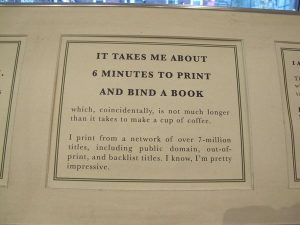 IT TAKES ME ABOUT
6 MINUTES TO PRINT
AND BIND A BOOK
which, coincidentally, is not much longer
than it takes to make a cup of coffee.
I print from a network of over 7-million
titles, including public domain, out-of-
print, and backlist titles. I know, I'm pretty
impressive.